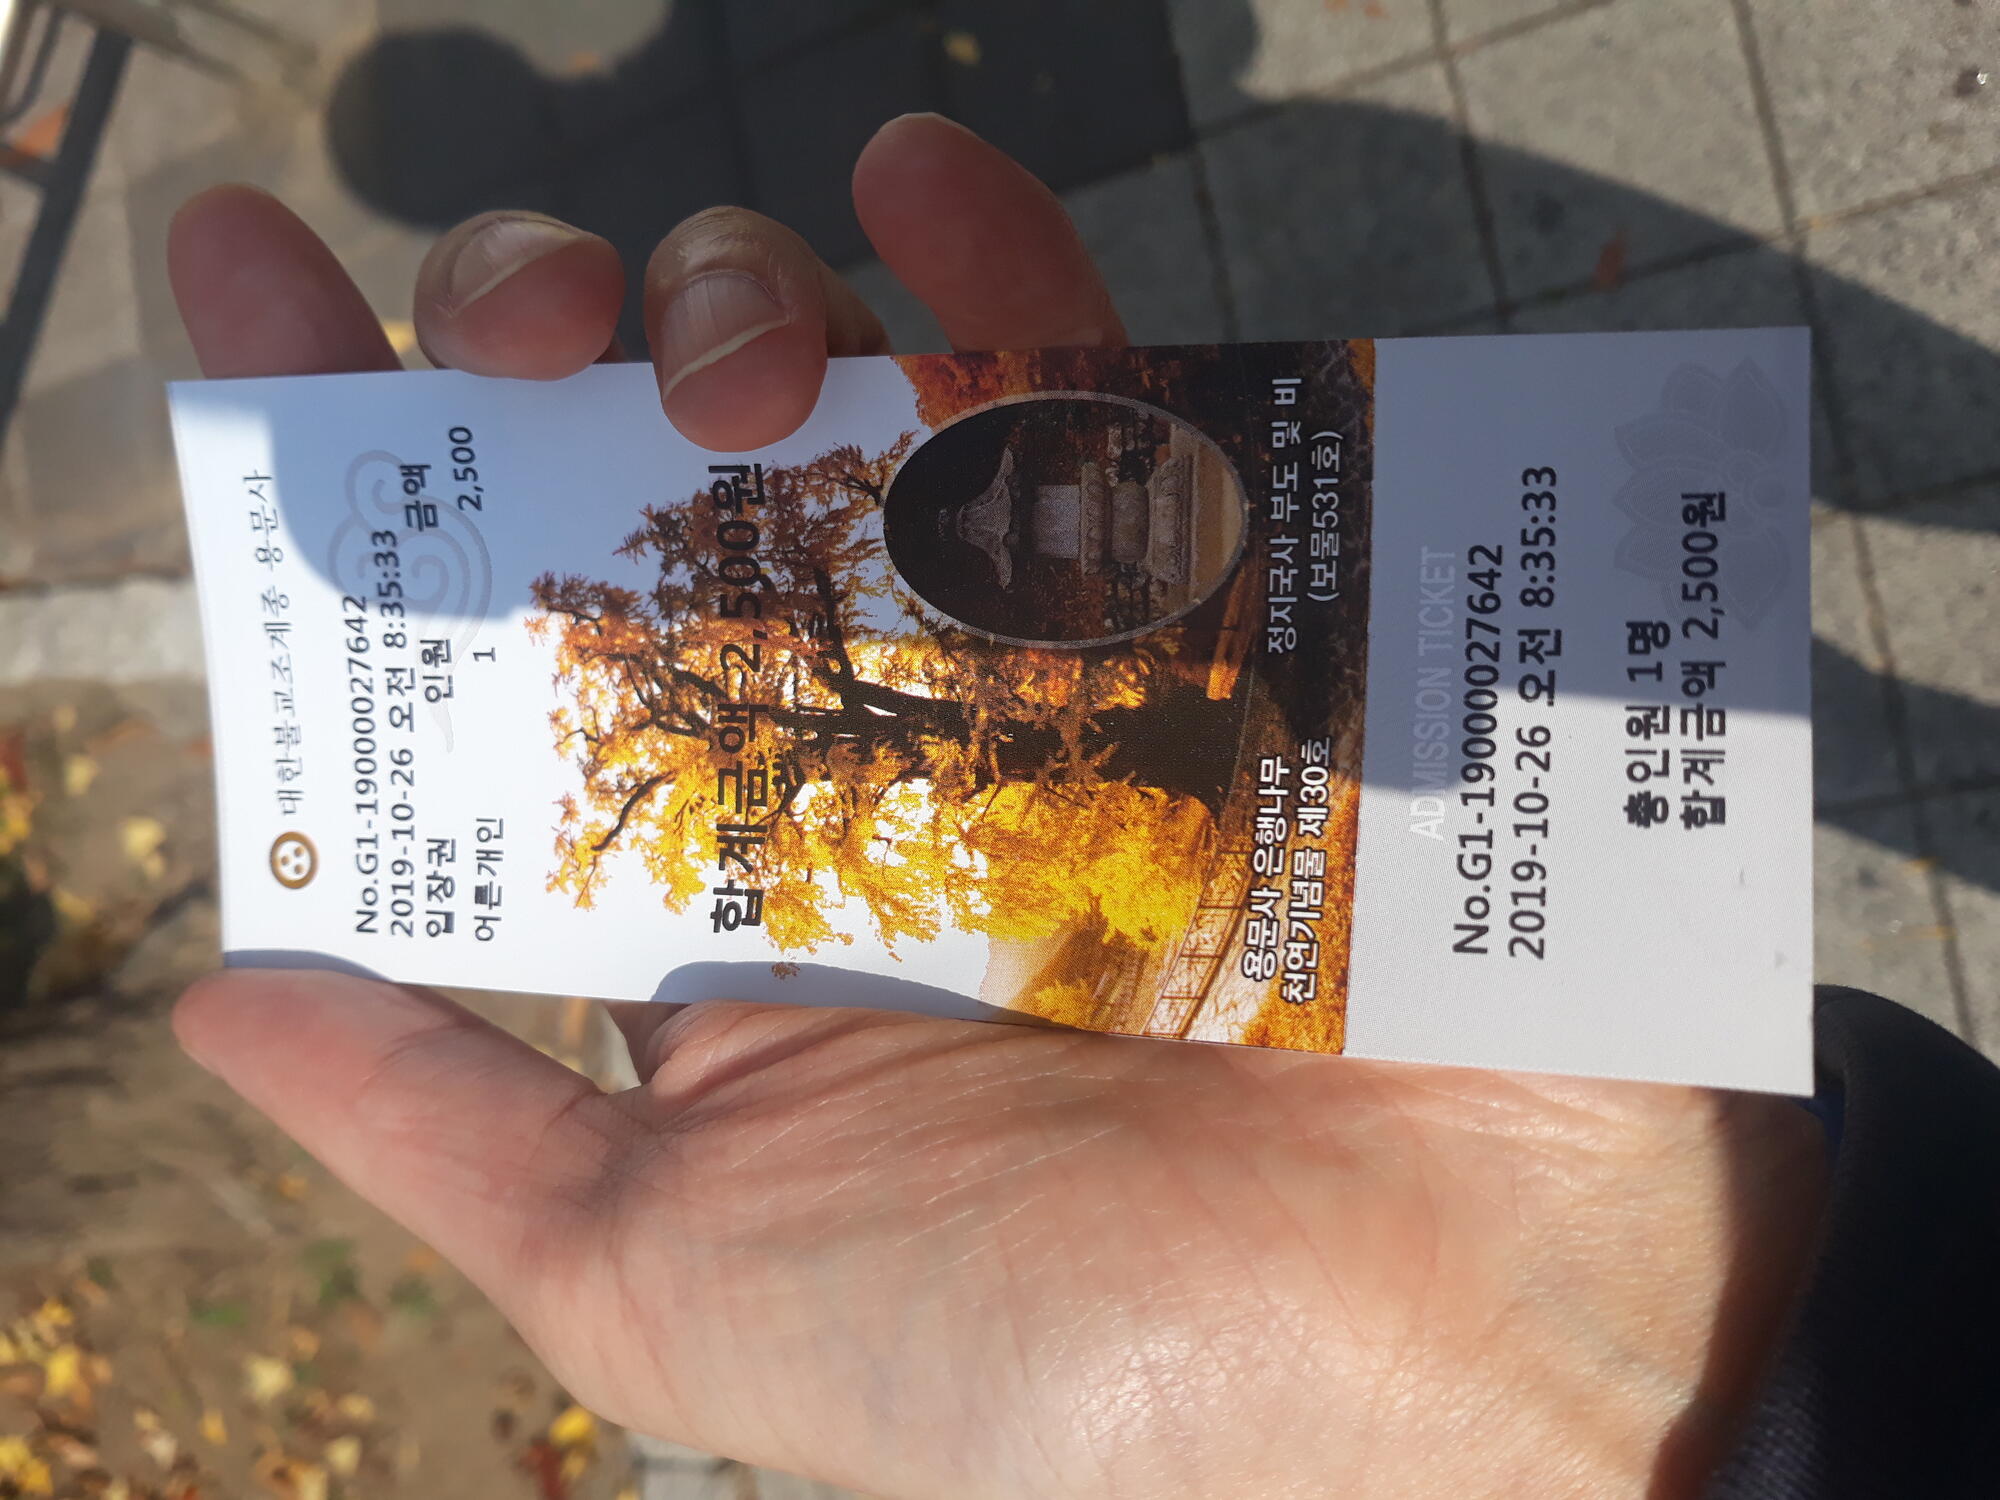 대한불교조계종 용문사
No.G1-1900027642
2019-10-26 오전 8:35:33
입장권 인원 금액
어른개인 1 2,500
합계금액 2,500원
용문사 은행나무
천연기념물 제30호
정지국사 부도 및 비
(보물531호)
ADMISSION TICKET
No.G1-1900027642
2019-10-26 오전 8:35:33
총인원 1명
합계금액 2,500원